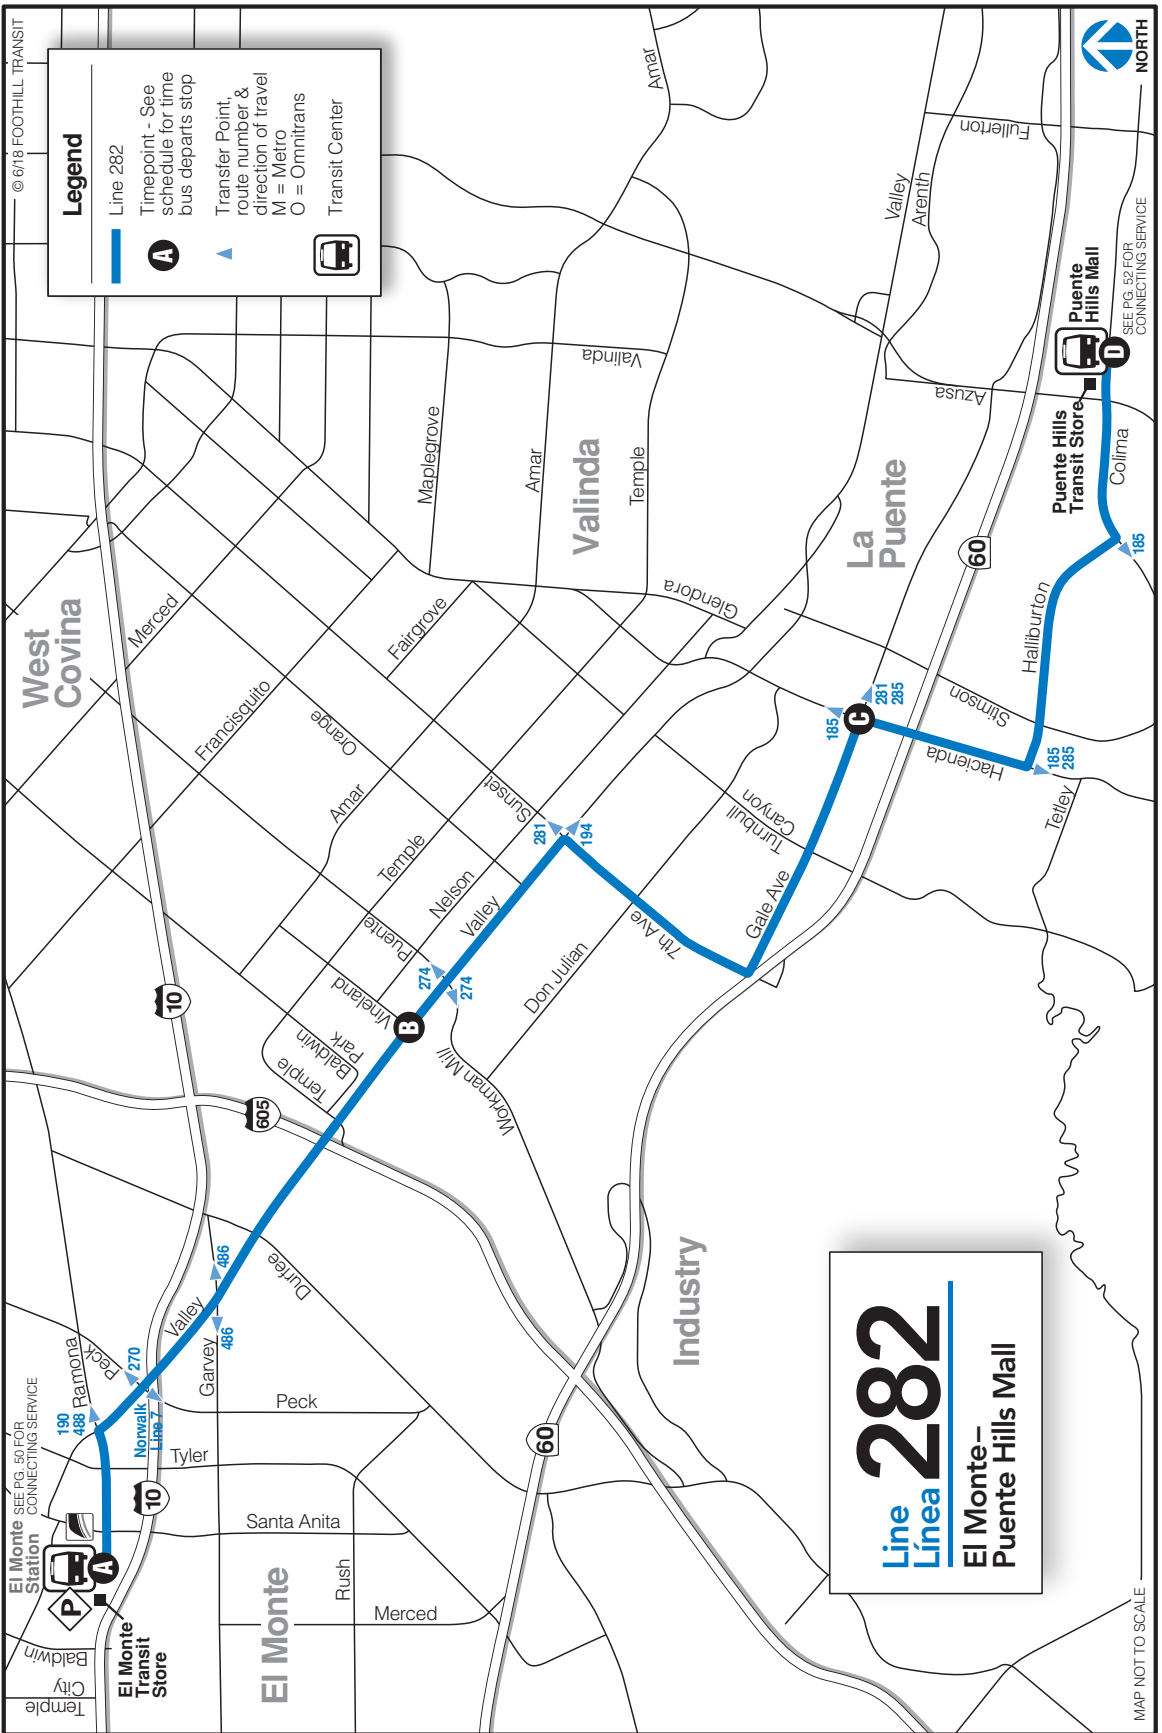 © 6/18 FOOTHILL TRANSIT
Legend
Line 282
A
Timepoint - See
schedule for time
bus departs stop
Transfer Point,
route number &
direction of travel
M = Metro
O = Omnitrans
Transit Center
El Monte
Station
SEE PG. 50 FOR
CONNECTING SERVICE
P
A
El Monte
Transit
Store
Baldwin
Temple
City
10
190
488
Ramona
Peck
270
Norwalk
Line 7
Valley
Garvey
486
486
Peck
Tyler
Santa Anita
Rush
Merced
El Monte
Durfee
60
605
10
Temple
Baldwin
Park
Vineland
B
274
274
Puente
Workman Mill
Nelson
Valley
Temple
Amar
Don Julian
281
194
Sunset
7th Ave
Gale Ave
Turnbull
Canyon
Orange
Francisquito
Merced
Fairgrove
West
Covina
Maplegrove
Amar
Valinda
Temple
Valinda
Glendora
Amar
Valley
Arenth
Fullerton
Azusa
La
Puente
60
185
C
281
285
Stimson
Hacienda
185
285
Tetley
Halliburton
185
Colima
Puente Hills
Transit Store
Puente
Hills Mall
D
SEE PG. 52 FOR
CONNECTING SERVICE
NORTH
Industry
Line
Línea
282
El Monte–
Puente Hills Mall
MAP NOT TO SCALE